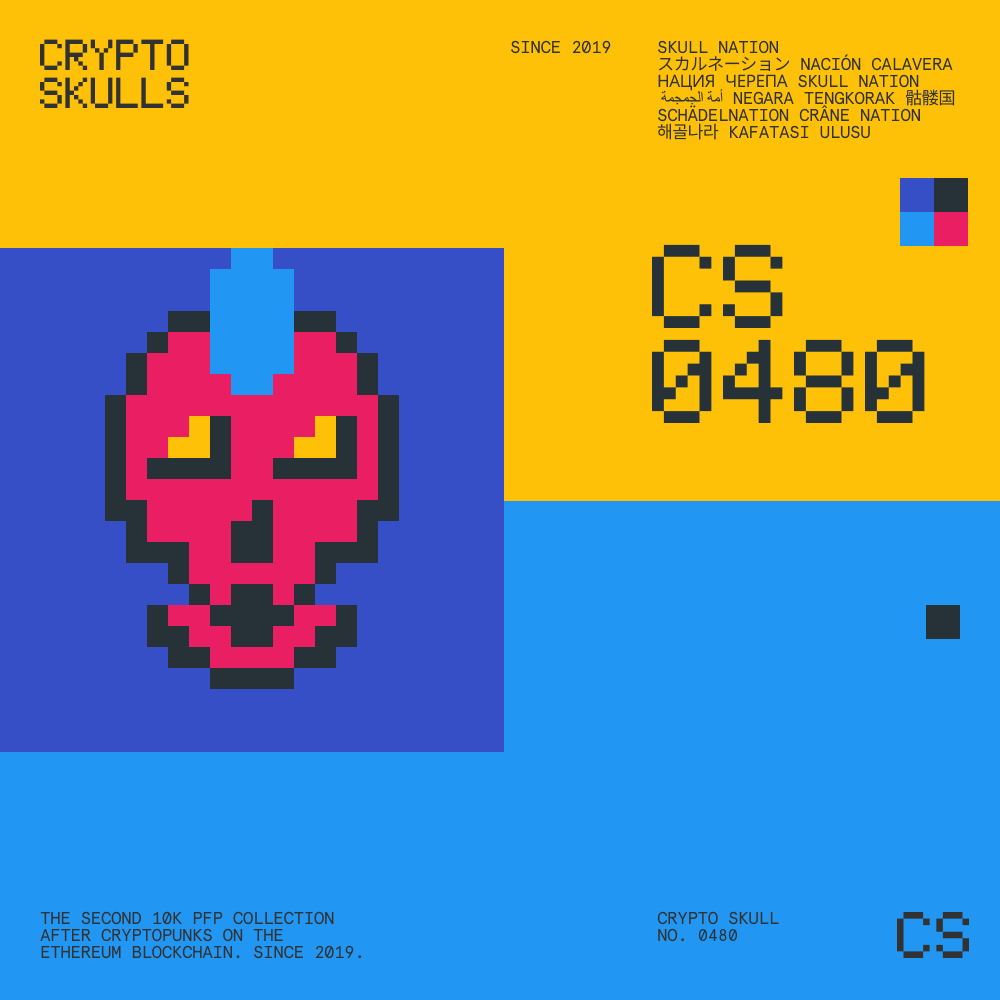 CRYPTO
SKULLS
SINCE 2019
SKULL NATION
スカルネーション NACIÓN CALAVERA
НАЦИЯ ЧЕРЕПА SKULL NATION
أمة الجمجمة NEGARA TENGKORAK 骷髅国
SCHÄDELNATION CRÂNE NATION
해골나라 KAFATASI ULUSU
CS
0480
THE SECOND 10K PFP COLLECTION
AFTER CRYPTOPUNKS ON THE
ETHEREUM BLOCKCHAIN. SINCE 2019.
CRYPTO SKULL
NO. 0480
CS